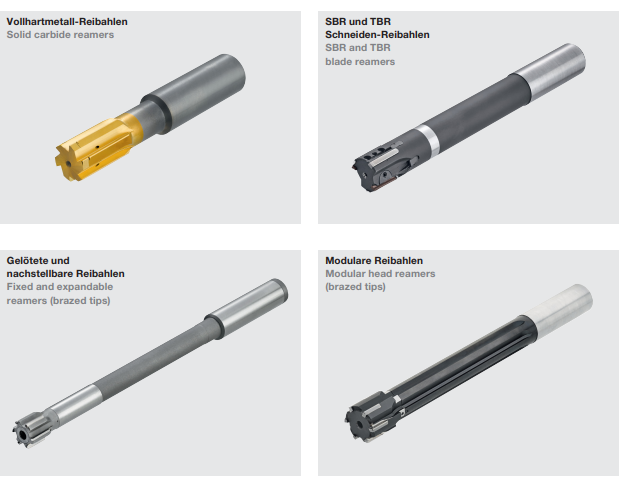 Vollhartmetall-Reibahlen
Solid carbide reamers
SBR und TBR
Schneiden-Reibahlen
SBR and TBR
blade reamers
Gelötete und
nachstellbare Reibahlen
Fixed and expandable
reamers (brazed tips)
Modulare Reibahlen
Modular head reamers
(brazed tips)